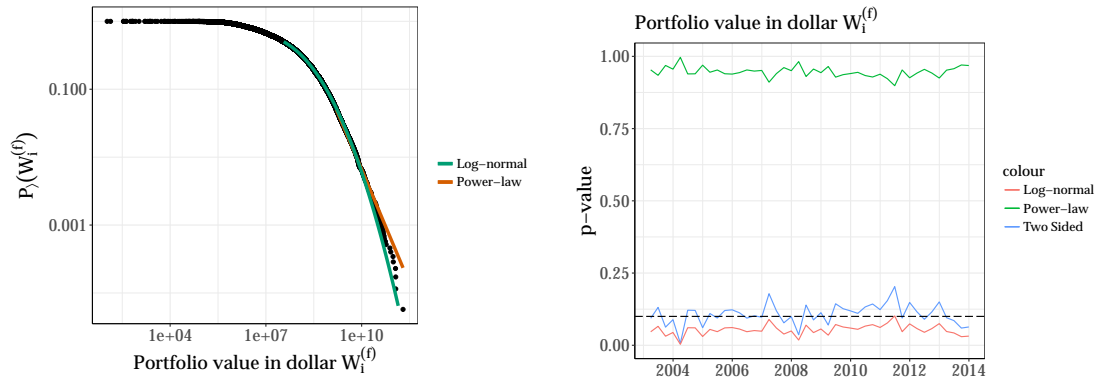 0.100
0.001
P⟩(W_i^(f))
1e+04 1e+07 1e+10
Portfolio value in dollar W_i^(f)
Log−normal
Power−law
Portfolio value in dollar W_i^(f)
1.00
0.75
0.50
0.25
0.00
p−value
2004 2006 2008 2010 2012 2014
colour
Log−normal
Power−law
Two Sided